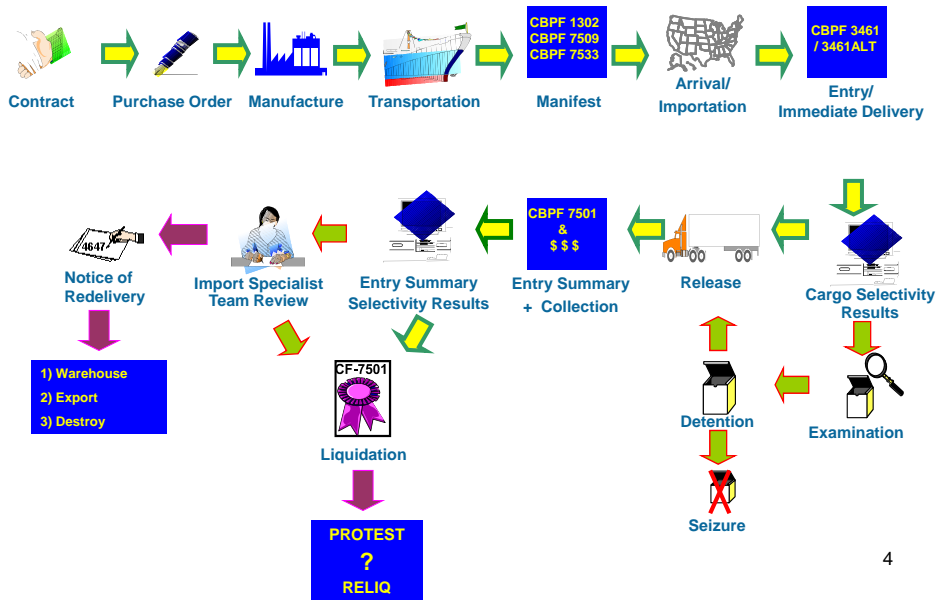 CBPF 1302
CBPF 7509
CBPF 7533
CBPF 3461
/ 3461ALT
Contract
Purchase Order
Manufacture
Transportation
Manifest
Arrival/
Importation
Entry/
Immediate Delivery
4647
Notice of
Redelivery
Import Specialist
Team Review
Entry Summary
Selectivity Results
CBPF 7501
&
$ $ $
Entry Summary
+ Collection
Release
Cargo Selectivity
Results
1) Warehouse
2) Export
3) Destroy
CF-7501
Liquidation
Detention
Examination
Seizure
PROTEST
?
RELIQ
4